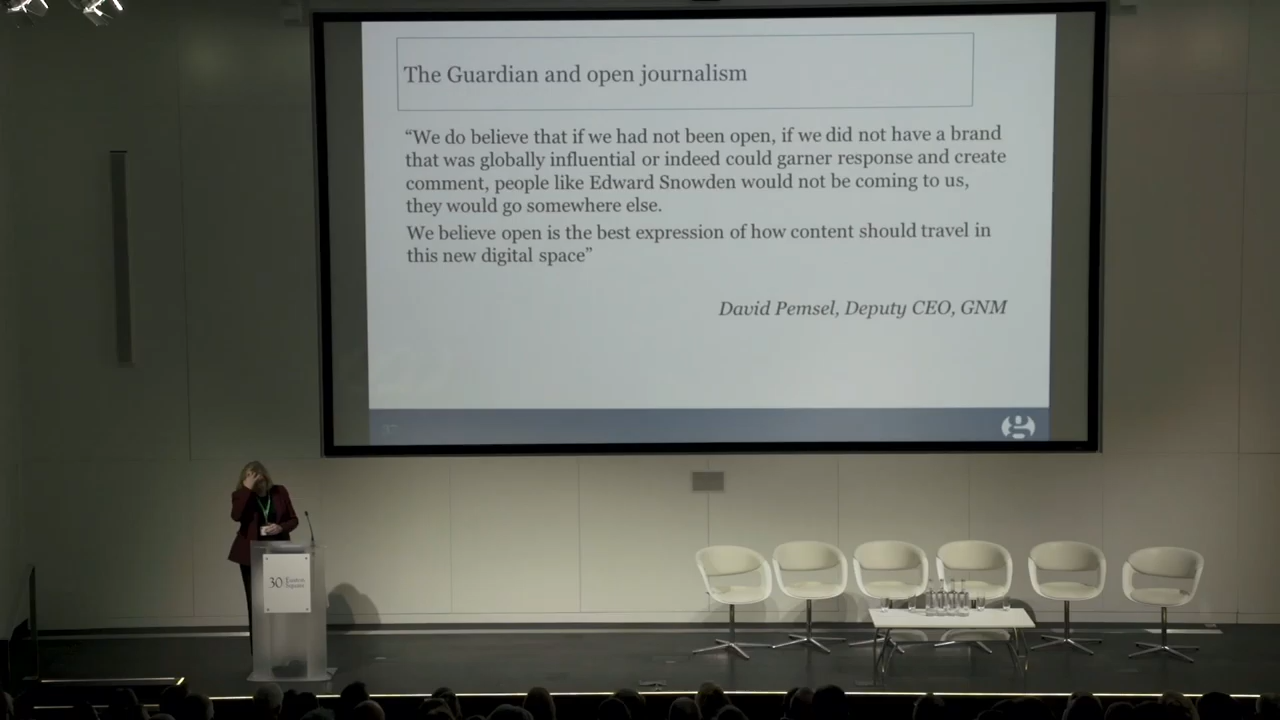 The Guardian and open journalism
“We do believe that if we had not been open, if we did not have a brand
that was globally influential or indeed could garner response and create
comment, people like Edward Snowden would not be coming to us,
they would go somewhere else.
We believe open is the best expression of how content should travel in
this new digital space”
David Pemsel, Deputy CEO, GNM
37
g
30 Euston
Square